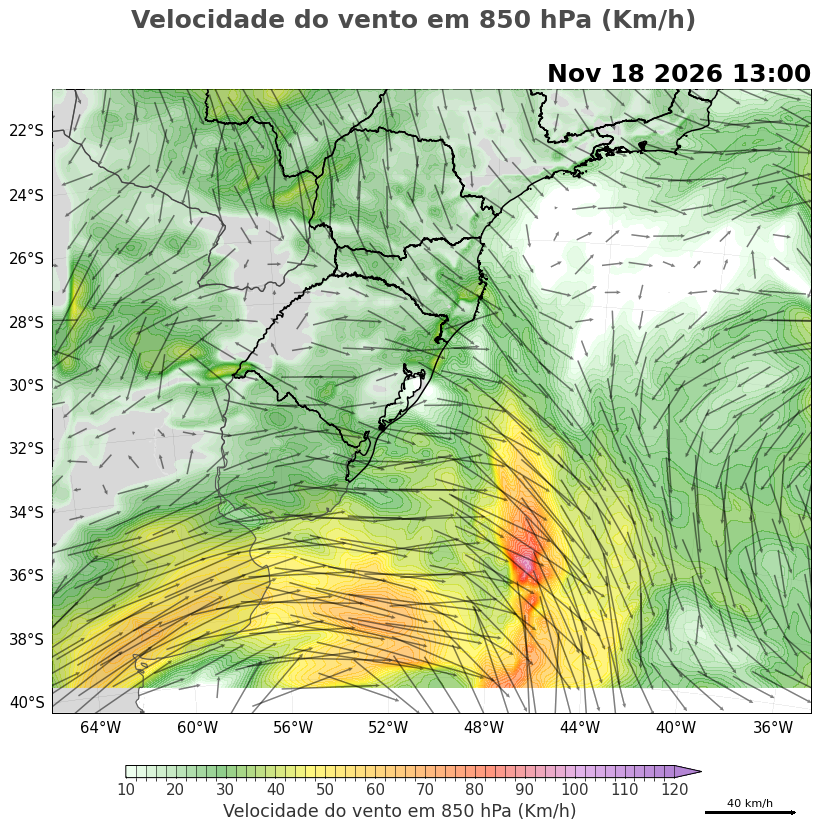 Velocidade do vento em 850 hPa (Km/h)
Nov 18 2026 13:00
22°S
24°S
26°S
28°S
30°S
32°S
34°S
36°S
38°S
40°S
64°W 60°W 56°W 52°W 48°W 44°W 40°W 36°W
10 20 30 40 50 60 70 80 90 100 110 120
Velocidade do vento em 850 hPa (Km/h)
40 km/h